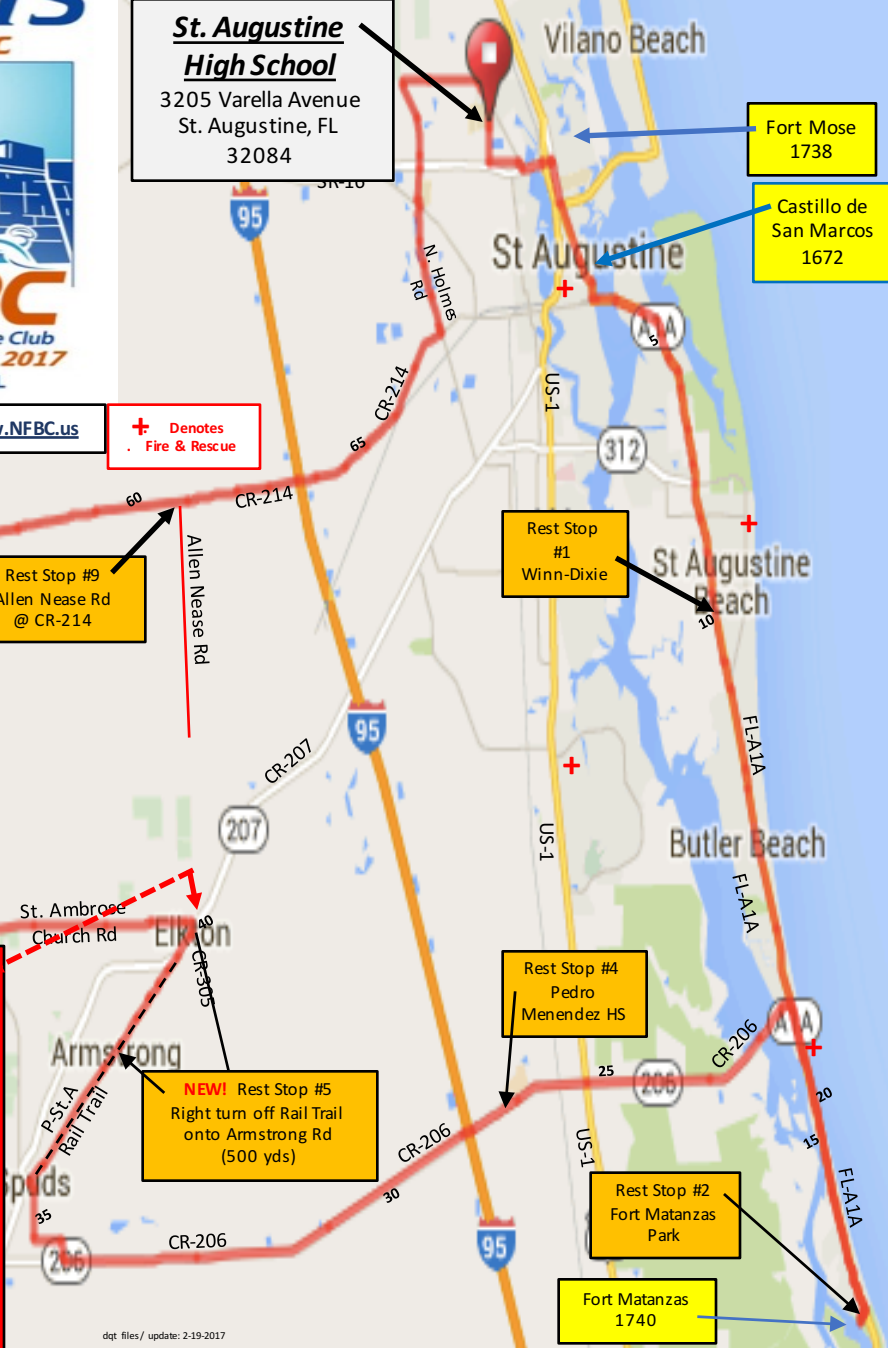 St. Augustine
High School
3205 Varella Avenue
St. Augustine, FL
32084
Vilano Beach
Fort Mose
1738
Castillo de
San Marcos
1672
SR-16
95
N. Holmes
Rd
St Augustine
A1A
5
Club
2017
.NFBC.us
+ Denotes
. Fire & Rescue
CR-214
65
US-1
312
60
CR-214
Rest Stop
#1
Winn-Dixie
St Augustine
Beach
10
Rest Stop #9
Allen Nease Rd
@ CR-214
Allen Nease Rd
95
FL-A1A
CR-207
207
US-1
Butler Beach
FL-A1A
St. Ambrose
Church Rd
40
Elkton
CR-305
Rest Stop #4
Pedro
Menendez HS
A1A
CR-206
25
206
Armstrong
P-St.A
Rail Trail
NEW! Rest Stop #5
Right turn off Rail Trail
onto Armstrong Rd
(500 yds)
20
15
CR-206
US-1
FL-A1A
Spuds
35
30
Rest Stop #2
Fort Matanzas
Park
CR-206
206
95
Fort Matanzas
1740
dqt files/ update: 2-19-2017